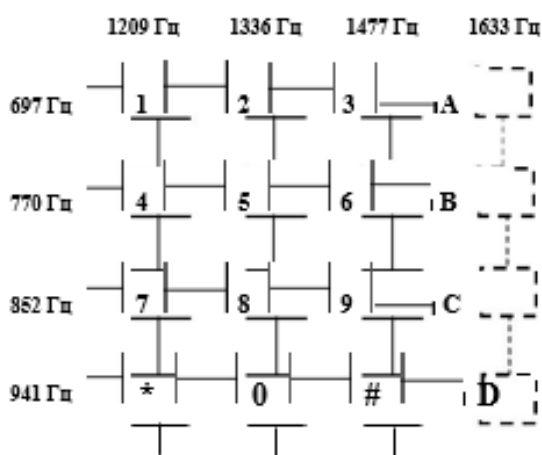 1209 Гц 1336 Гц 1477 Гц 1633 Гц
697 Гц 1 2 3 A
770 Гц 4 5 6 B
852 Гц 7 8 9 C
941 Гц * 0 # D